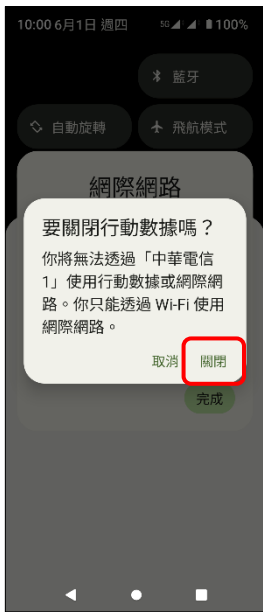 10:00 6月1日 週四 5G 100%
藍牙
自動旋轉 飛航模式
網際網路
要關閉行動數據嗎？
你將無法透過「中華電信
1」使用行動數據或網際網
路。你只能透過 Wi-Fi 使用
網際網路。
取消 關閉
完成